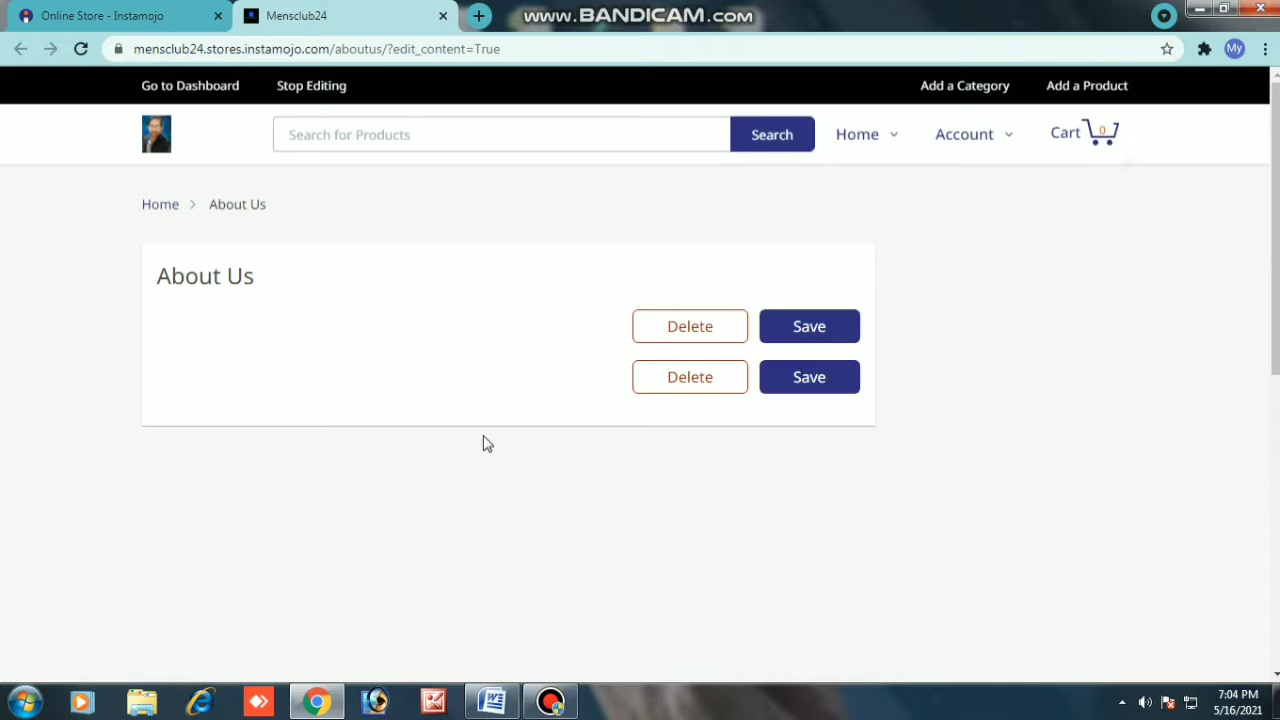 Online Store - Instamojo
Mensclub24
www.BANDICAM.com
mensclub24.stores.instamojo.com/aboutus/?edit_content=True
My
Go to Dashboard
Stop Editing
Add a Category
Add a Product
Search for Products
Search
Home
Account
Cart
0
Home
About Us
About Us
Delete
Save
Delete
Save
7:04 PM
5/16/2021